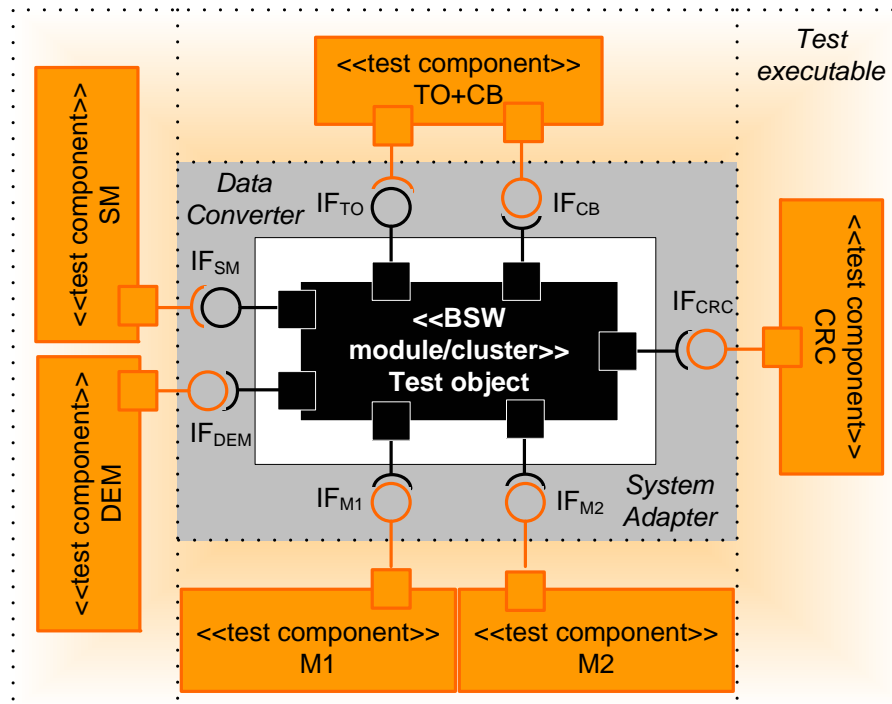 Test
executable
<<test component>>
TO+CB
<<test component>>
SM
Data
Converter
IFTO
IFCB
IFSM
IFCRC
<<BSW
module/cluster>>
Test object
<<test component>>
CRC
<<test component>>
DEM
IFDEM
IFM1
IFM2
System
Adapter
<<test component>>
M1
<<test component>>
M2